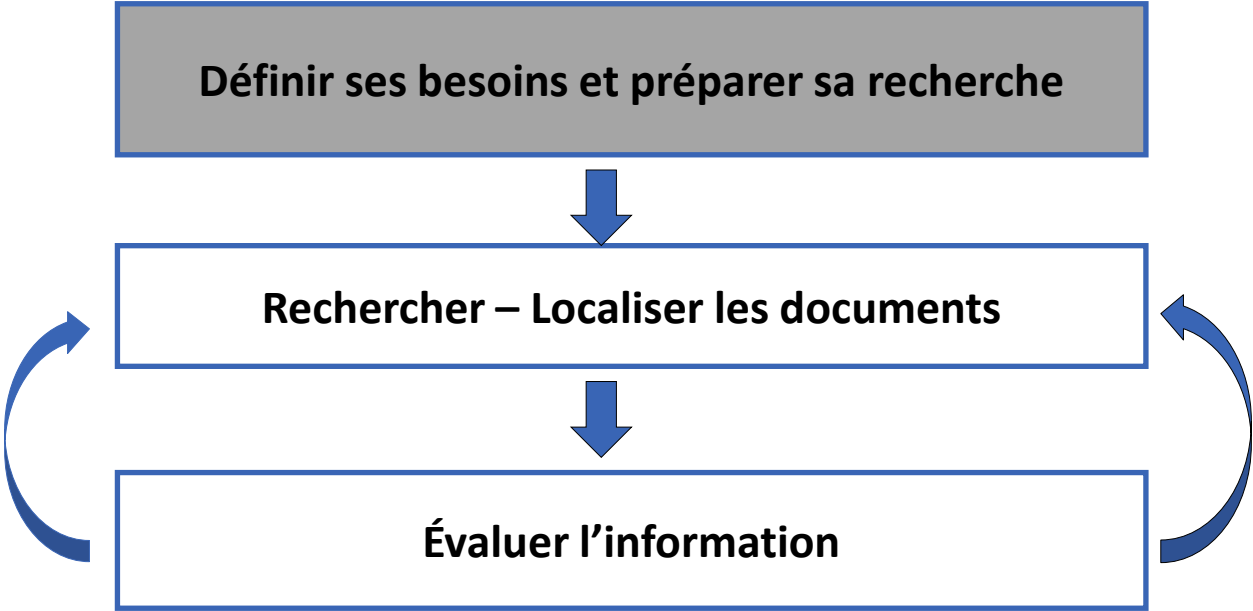 Définir ses besoins et préparer sa recherche
Rechercher – Localiser les documents
Évaluer l’information